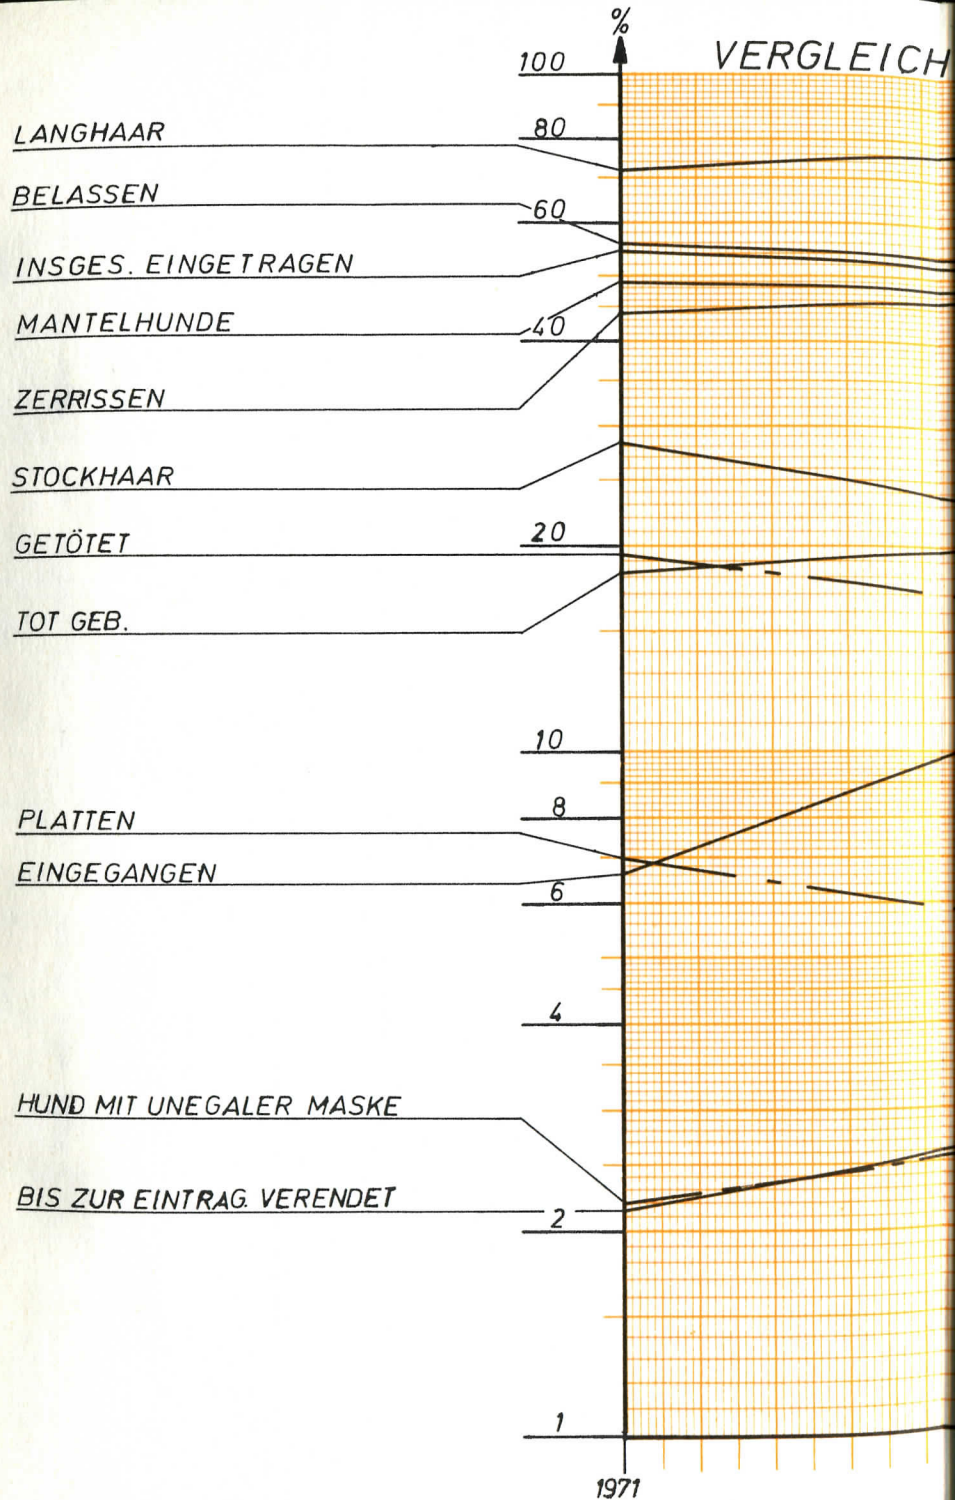 %
VERGLEICH
100
LANGHAAR
80
BELASSEN
60
INSGES. EINGETRAGEN
MANTELHUNDE
40
ZERRISSEN
STOCKHAAR
20
GETÖTET
TOT GEB.
10
8
PLATTEN
EINGEGANGEN
6
4
HUND MIT UNEGALER MASKE
BIS ZUR EINTRAG. VERENDET
2
1
1971